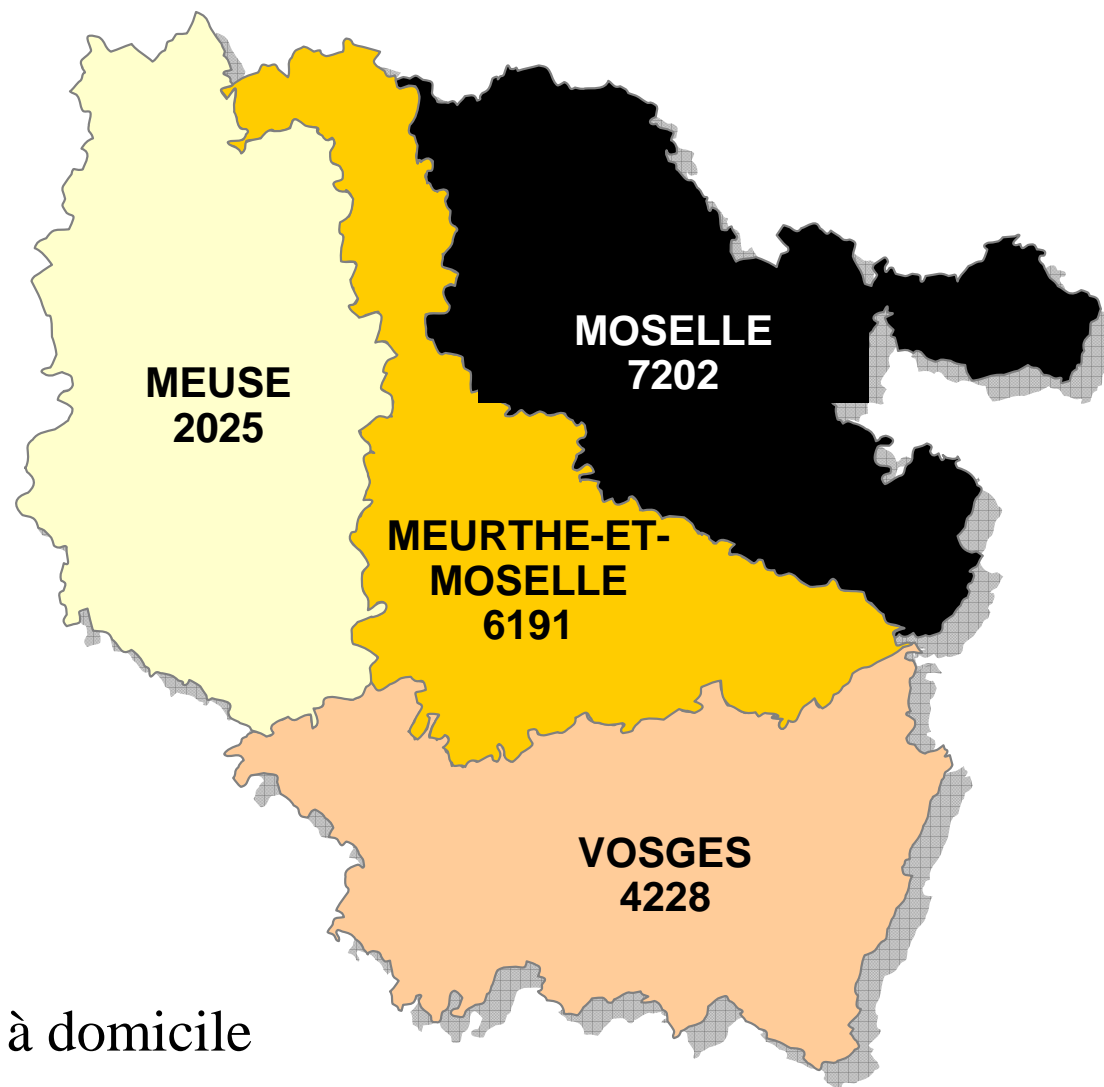 MOSELLE
7202
MEUSE
2025
MEURTHE-ET-
MOSELLE
6191
VOSGES
4228
à domicile